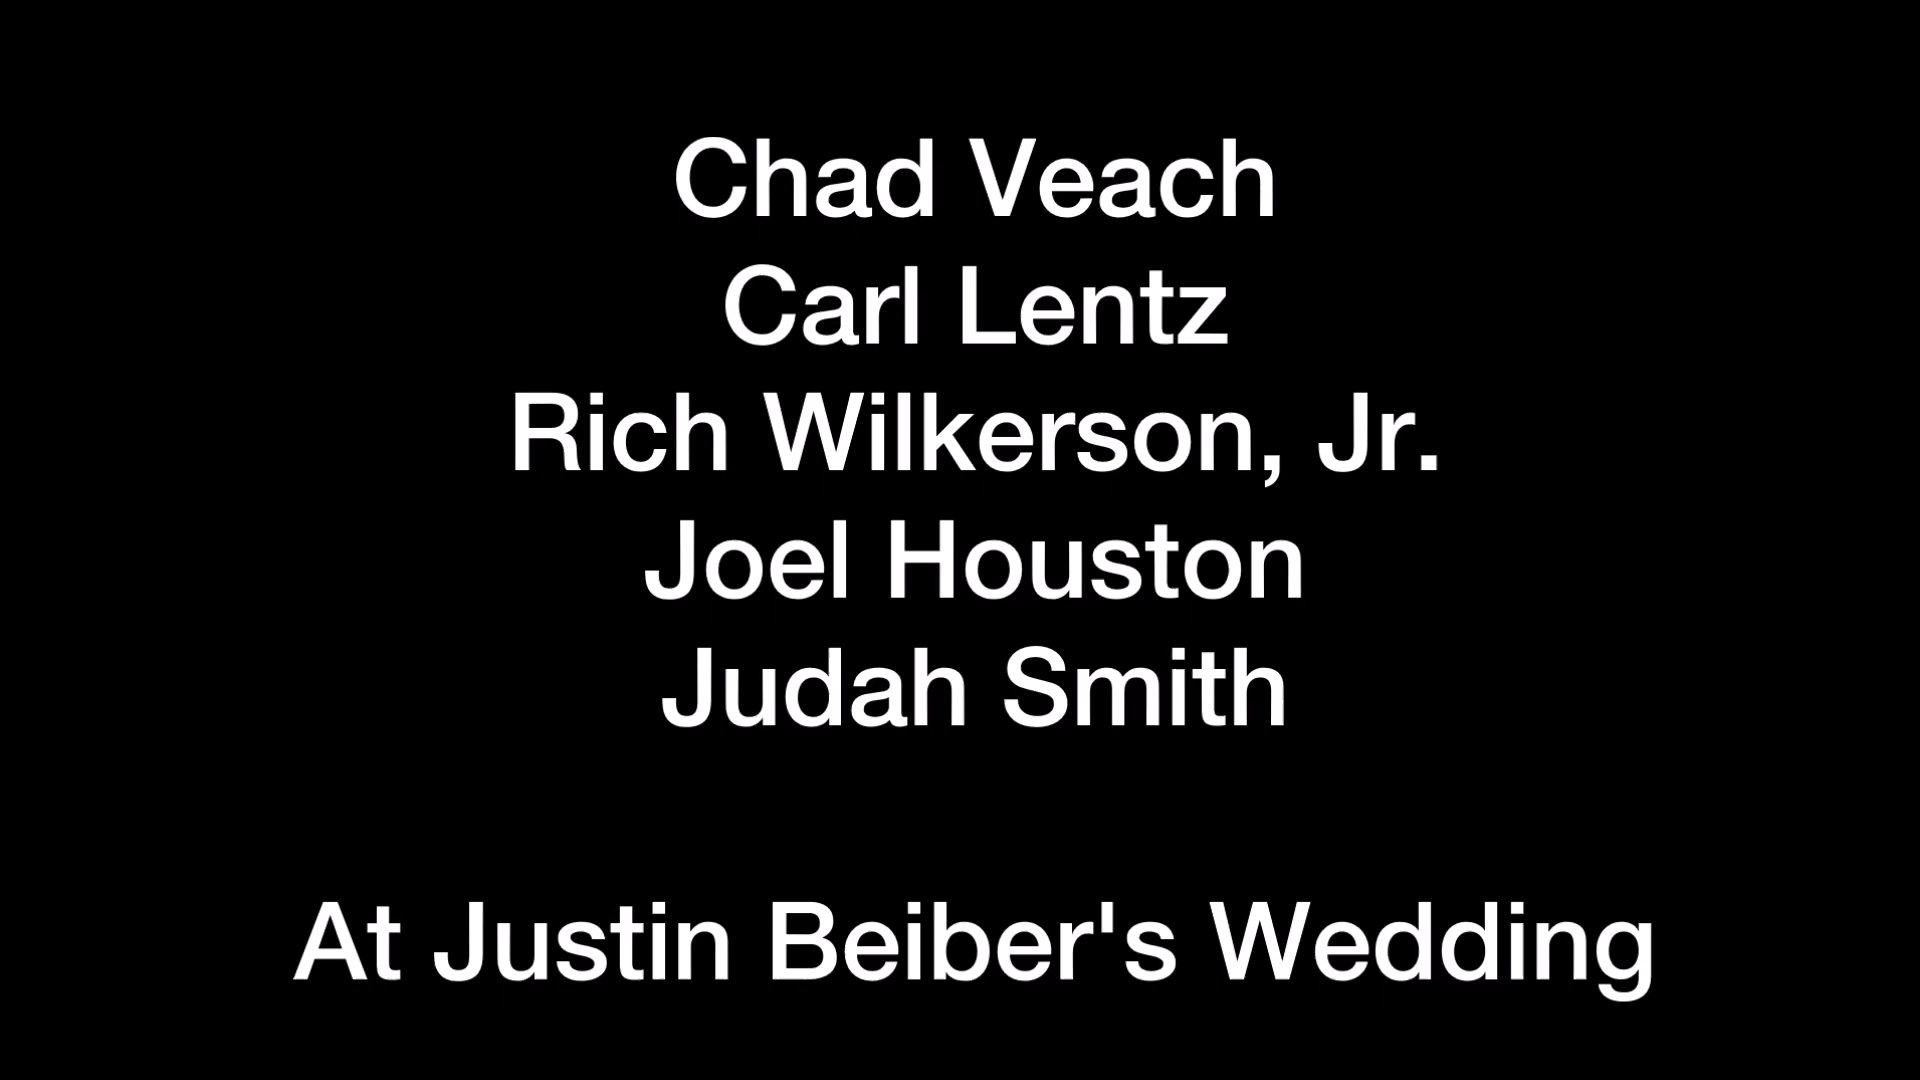 Chad Veach
Carl Lentz
Rich Wilkerson, Jr.
Joel Houston
Judah Smith
At Justin Beiber's Wedding